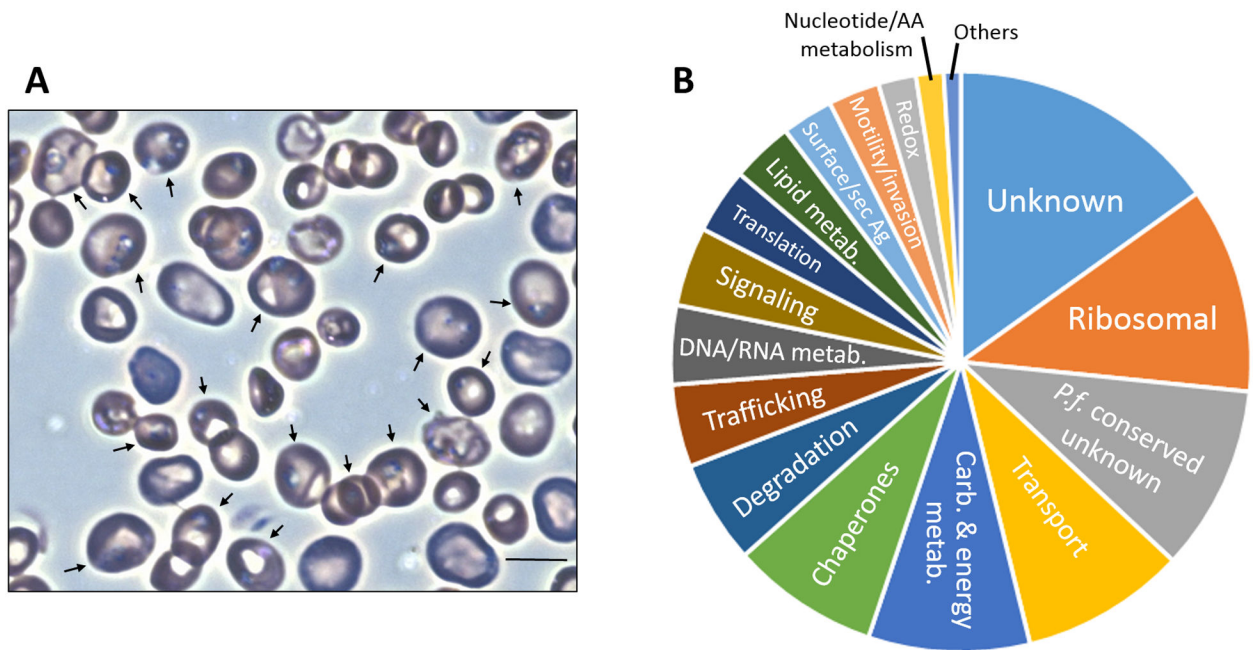 A
B
Nucleotide/AA
metabolism
Others
Unknown
Ribosomal
P.f. conserved
unknown
Transport
Carb. & energy
metab.
Chaperones
Degradation
Trafficking
DNA/RNA metab.
Signaling
Translation
Lipid metab.
Surface/sec Ag
Motility/invasion
Redox